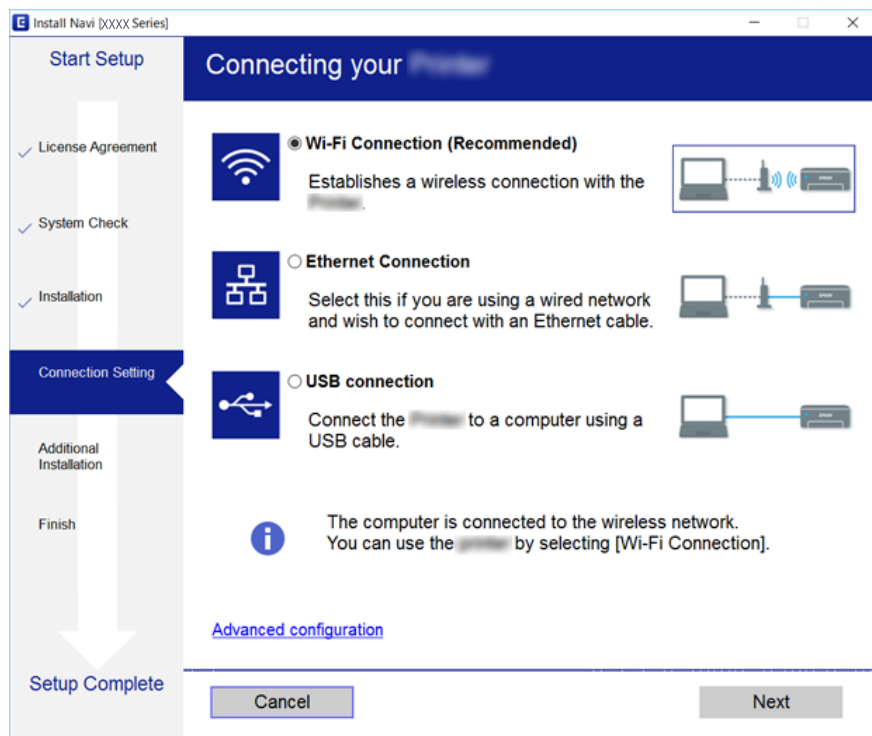 Install Navi [XXXX Series]
Start Setup
License Agreement
System Check
Installation
Connection Setting
Additional
Installation
Finish
Setup Complete
Connecting your
Wi-Fi Connection (Recommended)
Establishes a wireless connection with the
.
EPSON
Ethernet Connection
Select this if you are using a wired network
and wish to connect with an Ethernet cable.
EPSON
USB connection
Connect the to a computer using a
USB cable.
EPSON
The computer is connected to the wireless network.
You can use the by selecting [Wi-Fi Connection].
Advanced configuration
Cancel
Next